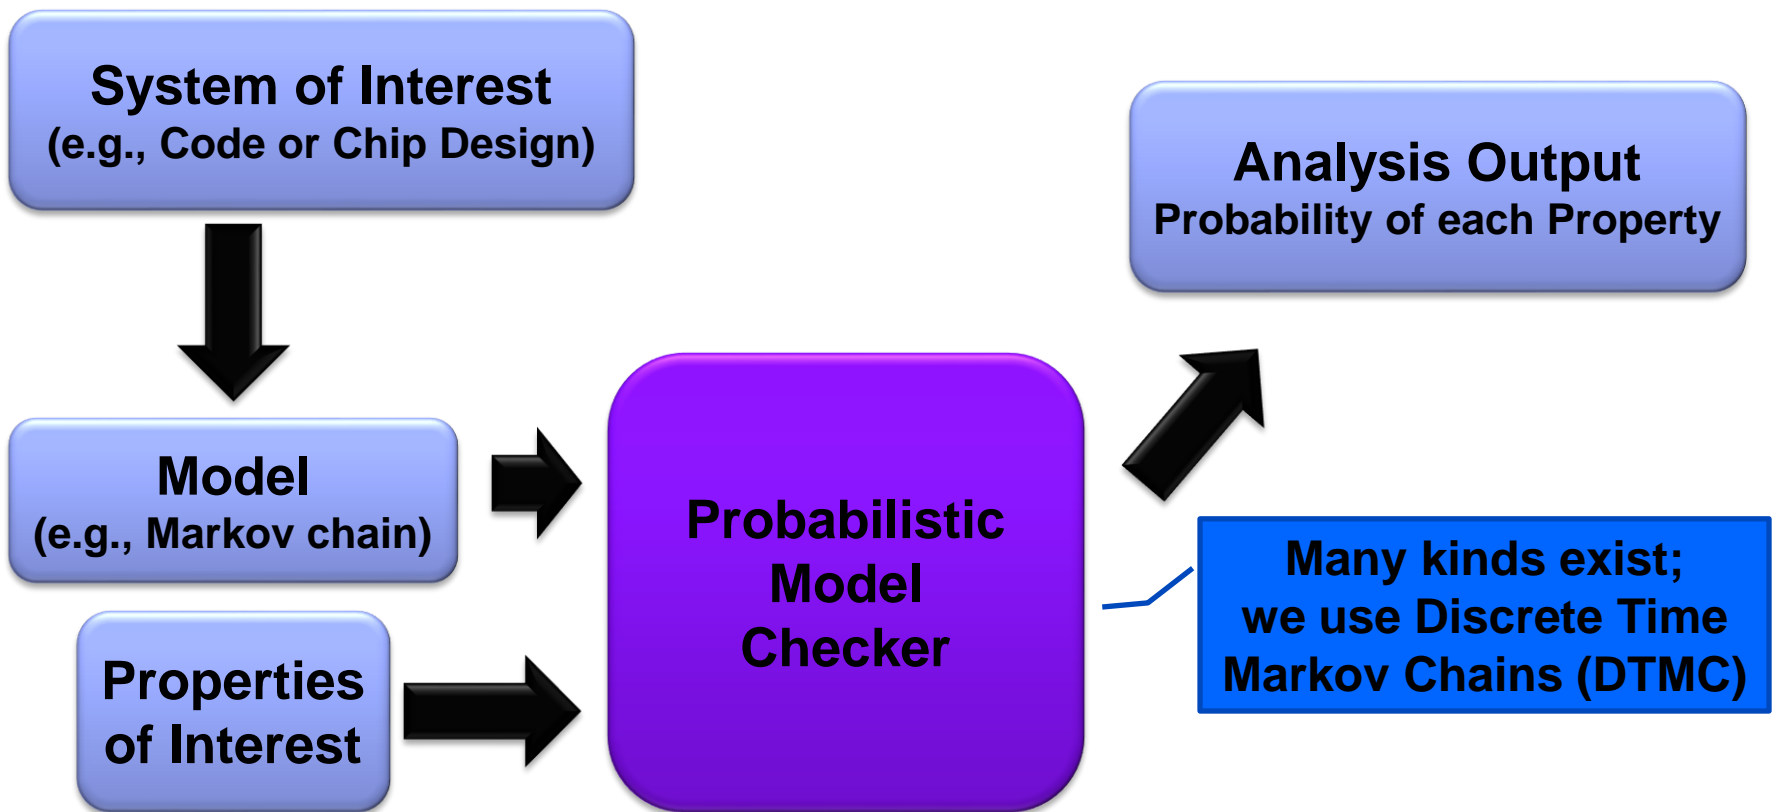 System of Interest
(e.g., Code or Chip Design)
Analysis Output
Probability of each Property
Model
(e.g., Markov chain)
Probabilistic
Model
Checker
Many kinds exist;
we use Discrete Time
Markov Chains (DTMC)
Properties
of Interest